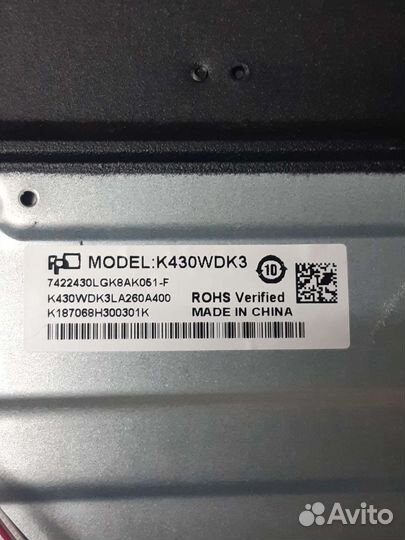 MODEL:K430WDK3
10
7422430LGK8AK051-F
K430WDK3LA260A400
ROHS Verified
K187068H300301K
MADE IN CHINA
Avito